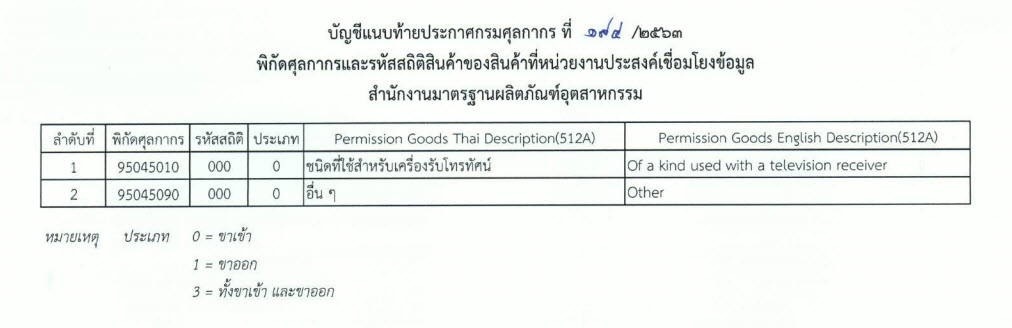 บัญชีแนบท้ายประกาศกรมศุลกากร ที่ ๑๙๔ /๒๕๖๓
พิกัดศุลกากรและรหัสสถิติสินค้าของสินค้าที่หน่วยงานประสงค์เชื่อมโยงข้อมูล
สำนักงานมาตรฐานผลิตภัณฑ์อุตสาหกรรม
ลำดับที่ พิกัดศุลกากร รหัสสถิติ ประเภท Permission Goods Thai Description(512A) Permission Goods English Description(512A)
1 95045010 000 0 ชนิดที่ใช้สำหรับเครื่องรับโทรทัศน์ Of a kind used with a television receiver
2 95045090 000 0 อื่น ๆ Other
หมายเหตุ ประเภท 0 = ขาเข้า
1 = ขาออก
3 = ทั้งขาเข้า และขาออก